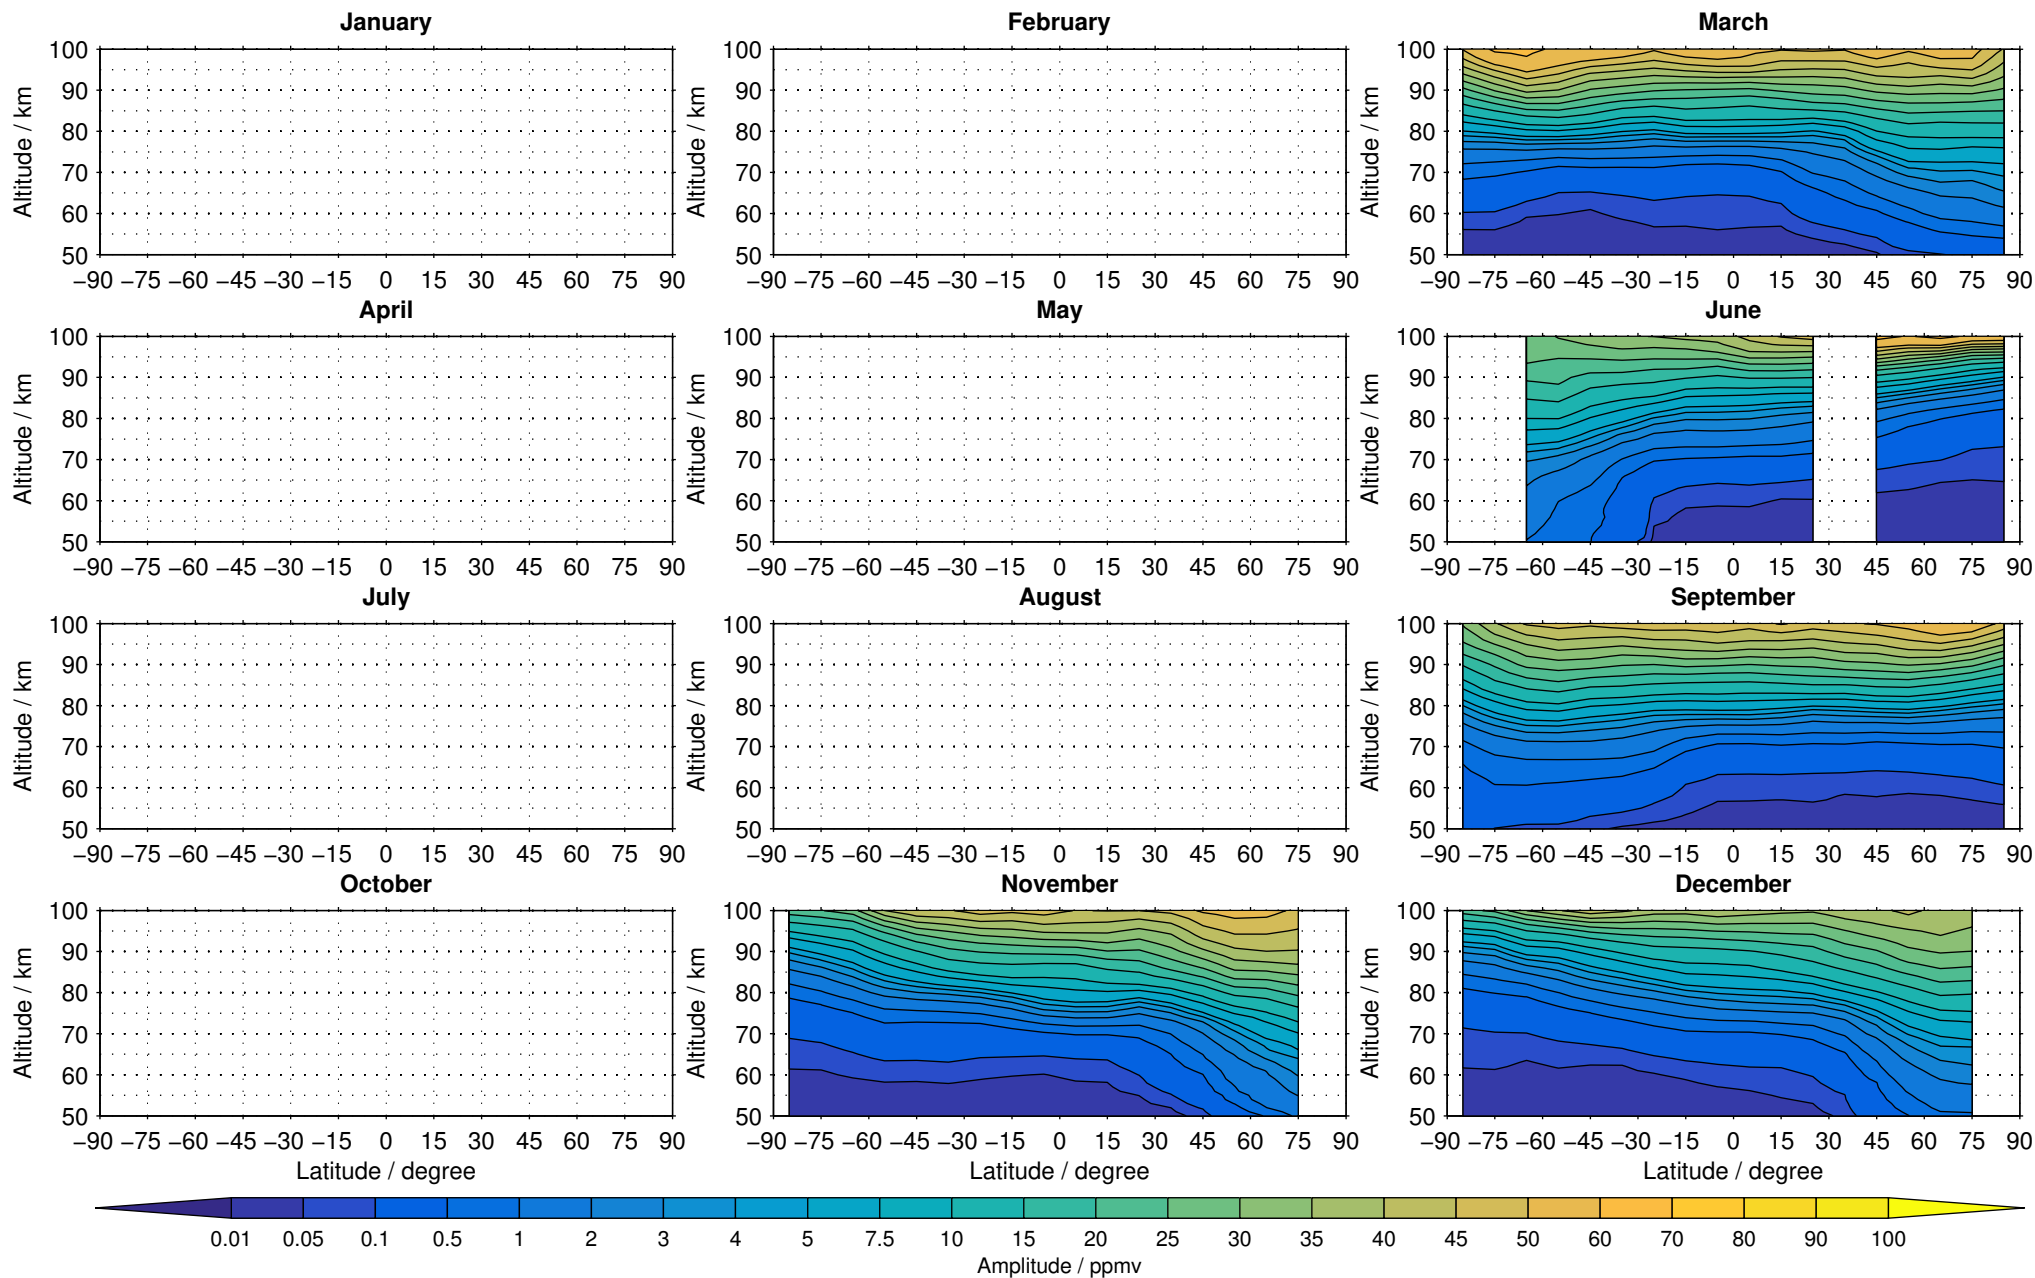 January February March
100 100 100
90 90 90
80 80 80
70 70 70
60 60 60
50 50 50
Altitude / km Altitude / km Altitude / km
−90 −75 −60 −45 −30 −15 0 15 30 45 60 75 90 −90 −75 −60 −45 −30 −15 0 15 30 45 60 75 90 −90 −75 −60 −45 −30 −15 0 15 30 45 60 75 90
April May June
100 100 100
90 90 90
80 80 80
70 70 70
60 60 60
50 50 50
Altitude / km Altitude / km Altitude / km
−90 −75 −60 −45 −30 −15 0 15 30 45 60 75 90 −90 −75 −60 −45 −30 −15 0 15 30 45 60 75 90 −90 −75 −60 −45 −30 −15 0 15 30 45 60 75 90
July August September
100 100 100
90 90 90
80 80 80
70 70 70
60 60 60
50 50 50
Altitude / km Altitude / km Altitude / km
−90 −75 −60 −45 −30 −15 0 15 30 45 60 75 90 −90 −75 −60 −45 −30 −15 0 15 30 45 60 75 90 −90 −75 −60 −45 −30 −15 0 15 30 45 60 75 90
October November December
100 100 100
90 90 90
80 80 80
70 70 70
60 60 60
50 50 50
Altitude / km Altitude / km Altitude / km
−90 −75 −60 −45 −30 −15 0 15 30 45 60 75 90 −90 −75 −60 −45 −30 −15 0 15 30 45 60 75 90 −90 −75 −60 −45 −30 −15 0 15 30 45 60 75 90
Latitude / degree Latitude / degree Latitude / degree
0.01 0.05 0.1 0.5 1 2 3 4 5 7.5 10 15 20 25 30 35 40 45 50 60 70 80 90 100
Amplitude / ppmv